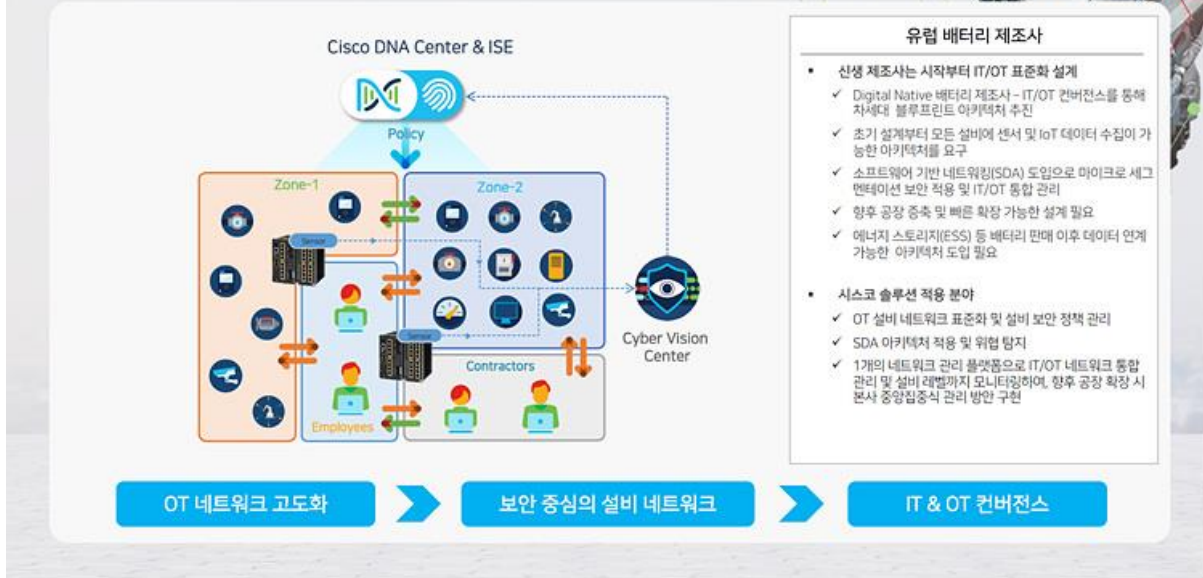 Cisco DNA Center & ISE
Policy
Zone-1
Zone-2
Sensor
Sensor
Employees
Contractors
Cyber Vision
Center
유럽 배터리 제조사
▪ 신생 제조사는 시작부터 IT/OT 표준화 설계
✓ Digital Native 배터리 제조사 – IT/OT 컨버전스를 통해
차세대 블루프린트 아키텍처 추진
✓ 초기 설계부터 모든 설비에 센서 및 IoT 데이터 수집이 가
능한 아키텍처를 요구
✓ 소프트웨어 기반 네트워킹(SDA) 도입으로 마이크로 세그
멘테이션 보안 적용 및 IT/OT 통합 관리
✓ 향후 공장 증축 및 빠른 확장 가능한 설계 필요
✓ 에너지 스토리지(ESS) 등 배터리 판매 이후 데이터 연계
가능한 아키텍처 도입 필요
▪ 시스코 솔루션 적용 분야
✓ OT 설비 네트워크 표준화 및 설비 보안 정책 관리
✓ SDA 아키텍처 적용 및 위협 탐지
✓ 1개의 네트워크 관리 플랫폼으로 IT/OT 네트워크 통합
관리 및 설비 레벨까지 모니터링하여, 향후 공장 확장 시
본사 중앙집중식 관리 방안 구현
OT 네트워크 고도화
보안 중심의 설비 네트워크
IT & OT 컨버전스